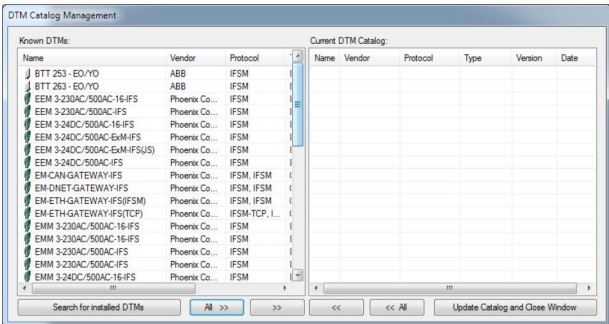 DTM Catalog Management
Known DTMs:
Name Vendor Protocol
BTT 253 - EO/YO ABB IFSM
BTT 263 - EO/YO ABB IFSM
EEM 3-230AC/500AC-16-IFS Phoenix Co... IFSM
EEM 3-230AC/500AC-IFS Phoenix Co... IFSM
EEM 3-24DC/500AC-16-IFS Phoenix Co... IFSM
EEM 3-24DC/500AC-ExM-IFS Phoenix Co... IFSM
EEM 3-24DC/500AC-ExM-IFS(JS) Phoenix Co... IFSM
EEM 3-24DC/500AC-IFS Phoenix Co... IFSM
EM-CAN-GATEWAY-IFS Phoenix Co... IFSM, IFSM
EM-DNET-GATEWAY-IFS Phoenix Co... IFSM, IFSM
EM-ETH-GATEWAY-IFS(IFSM) Phoenix Co... IFSM, IFSM
EM-ETH-GATEWAY-IFS(TCP) Phoenix Co... IFSM-TCP, I...
EMM 3-230AC/500AC-16-IFS Phoenix Co... IFSM
EMM 3-230AC/500AC-16-IFS Phoenix Co... IFSM
EMM 3-230AC/500AC-IFS Phoenix Co... IFSM
EMM 3-230AC/500AC-IFS Phoenix Co... IFSM
EMM 3-24DC/500AC-16-IFS Phoenix Co... IFSM
Current DTM Catalog:
Name Vendor Protocol Type Version Date
Search for installed DTMs All >> >> << << All Update Catalog and Close Window